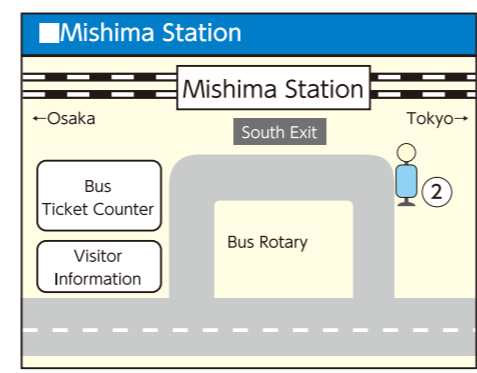 ■Mishima Station
Mishima Station
←Osaka
Tokyo→
South Exit
②
Bus
Ticket Counter
Bus Rotary
Visitor
Information